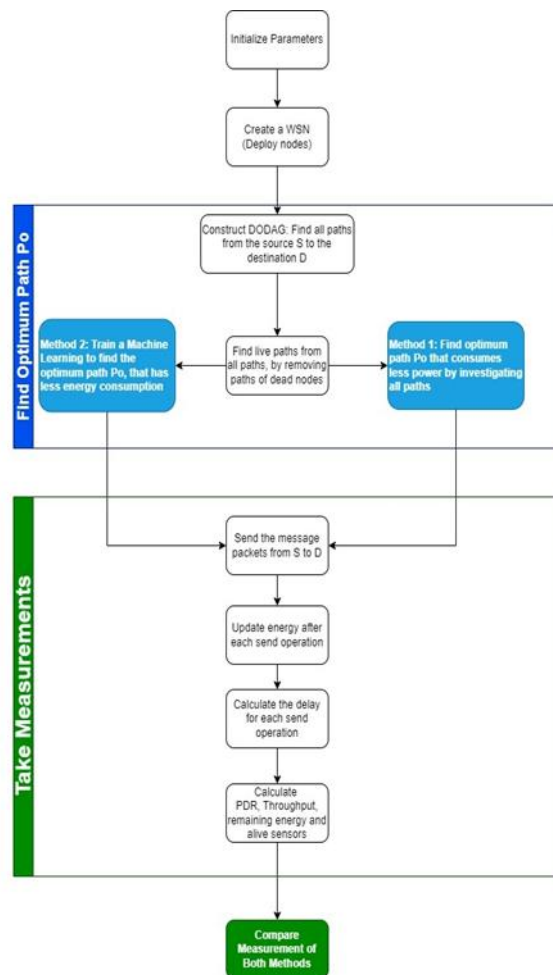 Initialize Parameters
Create a WSN
(Deploy nodes)
Find Optimum Path Po
Construct DODAG: Find all paths
from the source S to the
destination D
Method 2: Train a Machine
Learning to find the
optimum path Po, that has
less energy consumption
Find live paths from
all paths, by removing
paths of dead nodes
Method 1: Find optimum
path Po that consumes
less power by investigating
all paths
Take Measurements
Send the message
packets from S to D
Update energy after
each send operation
Calculate the delay
for each send
operation
Calculate
PDR, Throughput,
remaining energy and
alive sensors
Compare
Measurement of
Both Methods